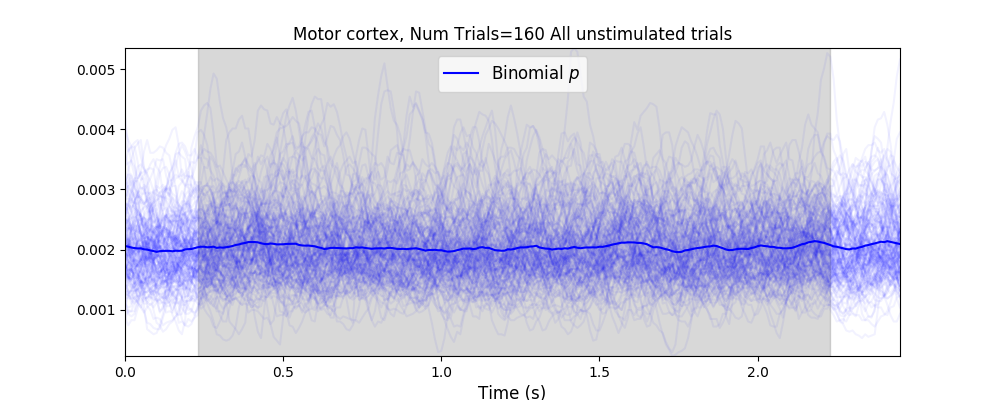 Motor cortex, Num Trials=160 All unstimulated trials
Binomial p
0.005
0.004
0.003
0.002
0.001
0.0 0.5 1.0 1.5 2.0
Time (s)